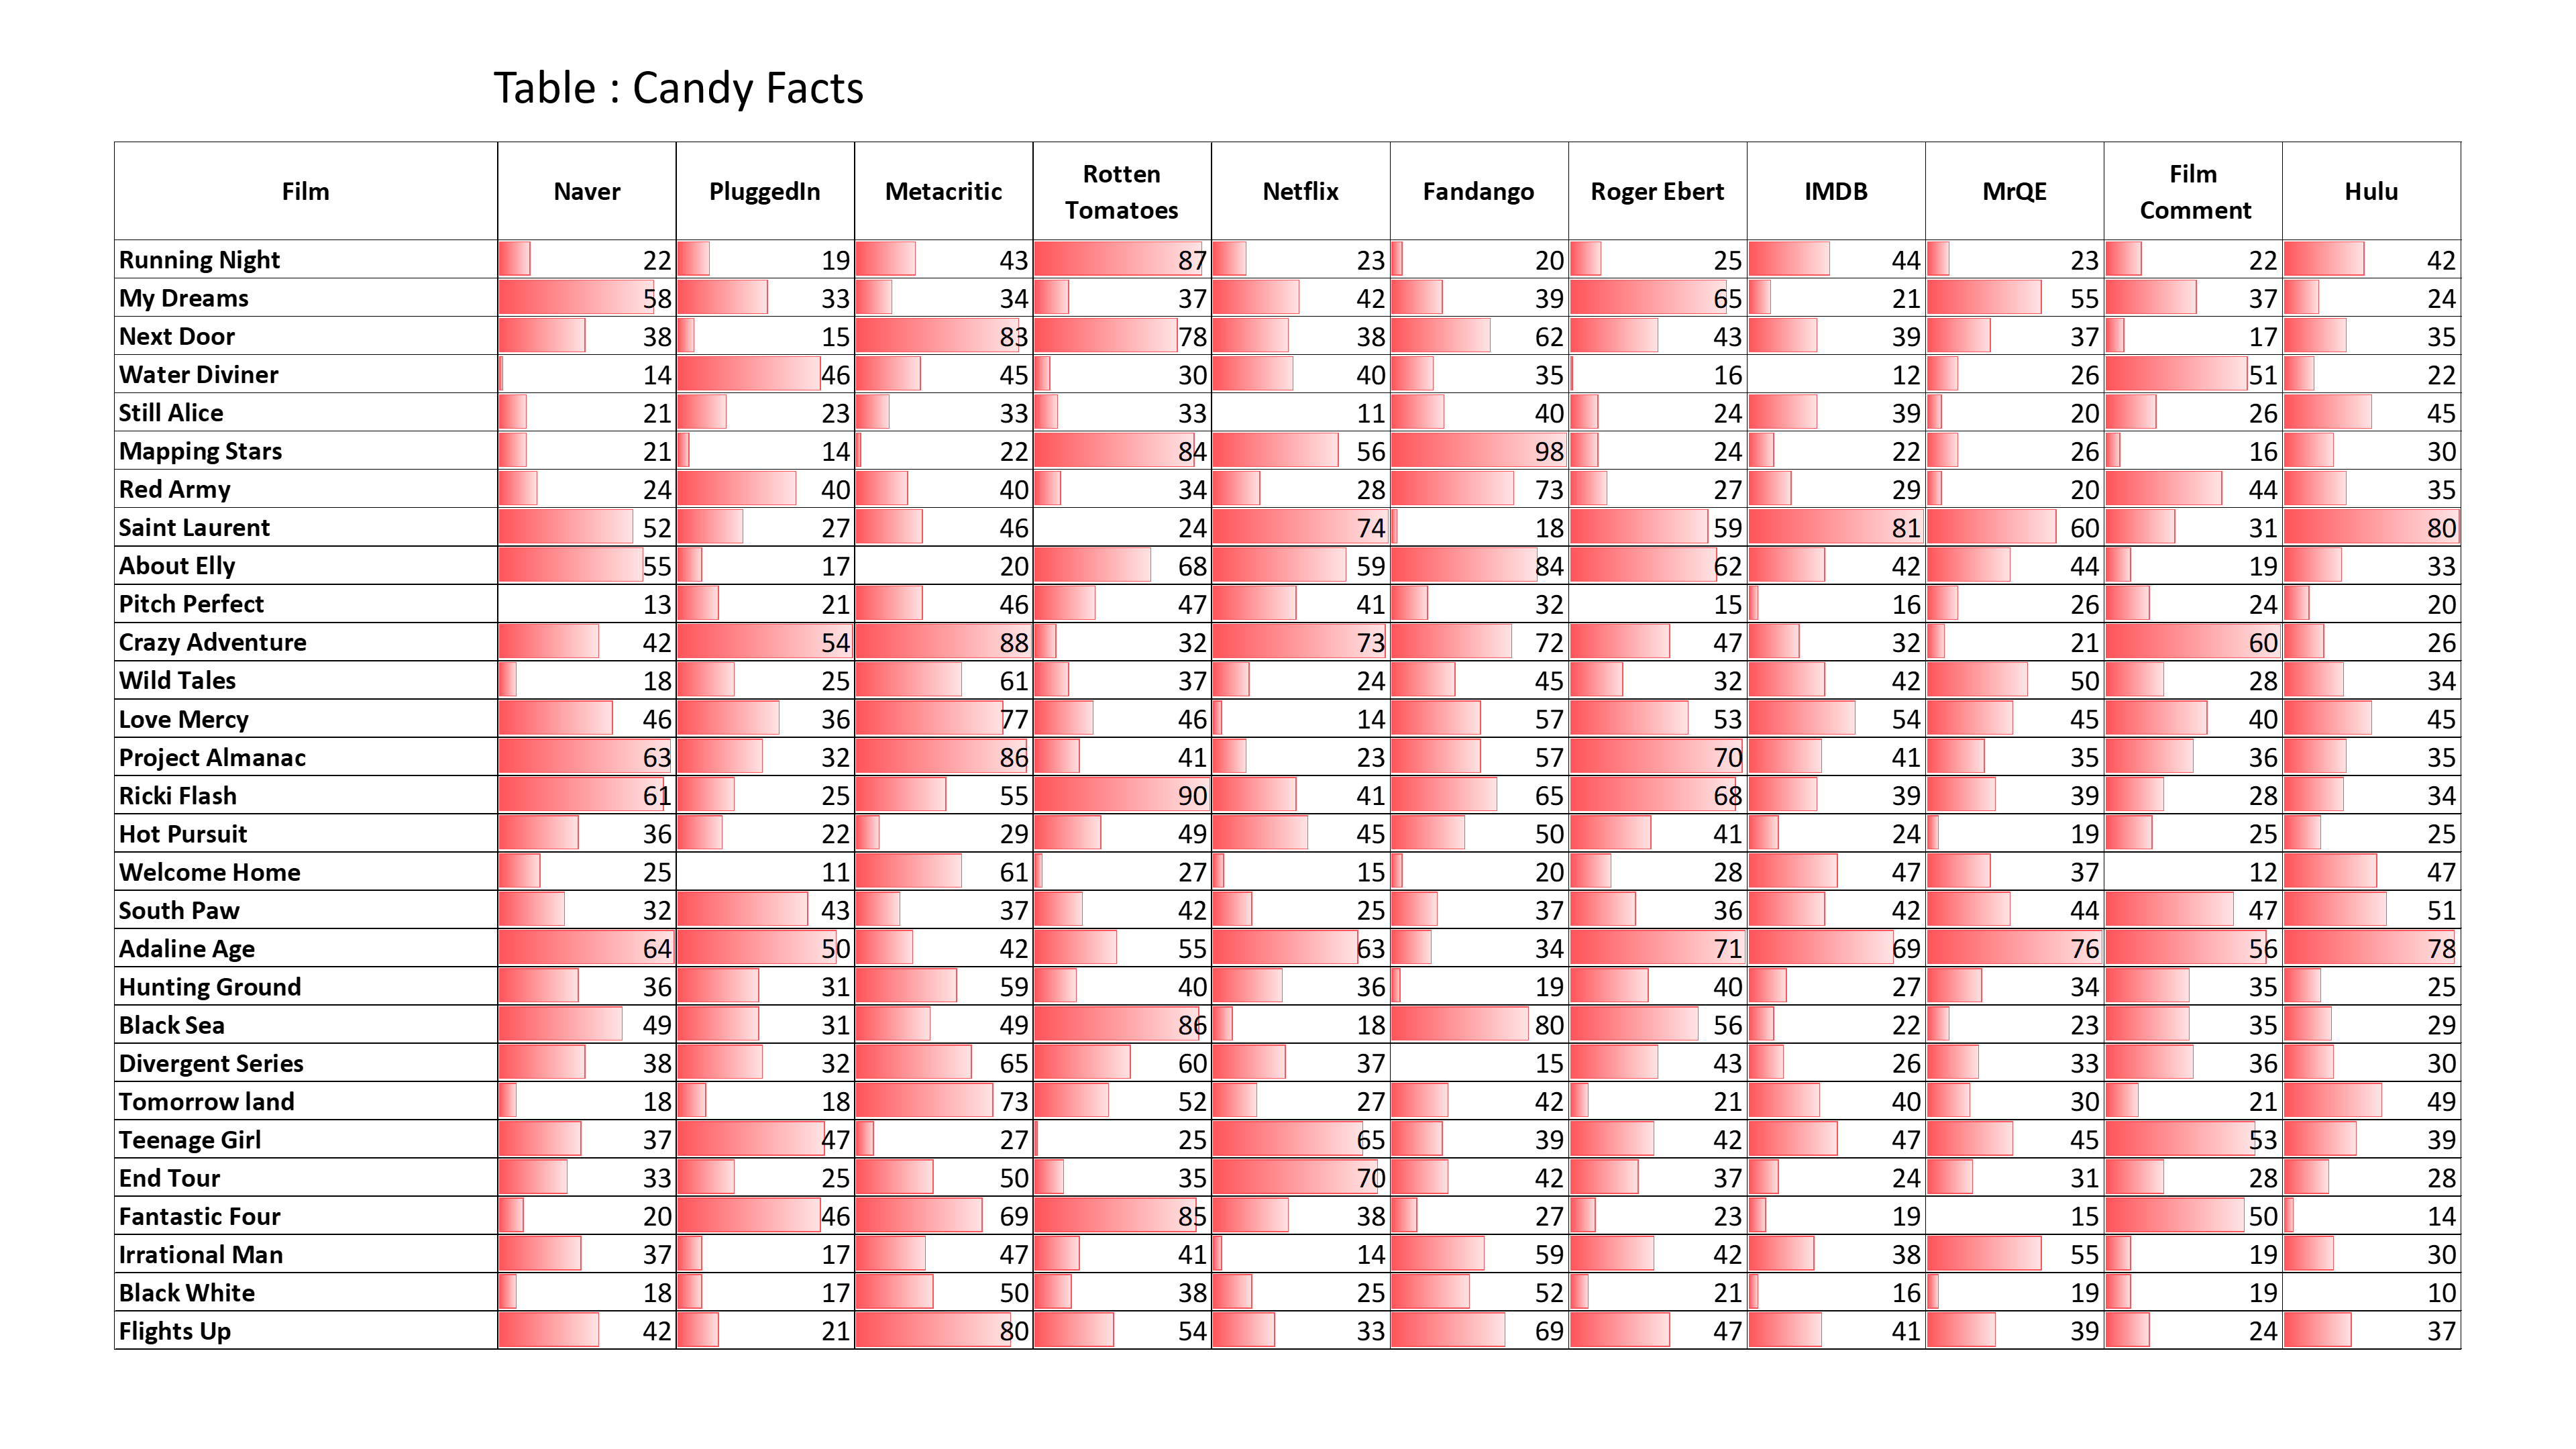 Table : Candy Facts
Film Naver PluggedIn Metacritic Rotten Tomatoes Netflix Fandango Roger Ebert IMDB MrQE Film Comment Hulu
Running Night 22 19 43 87 23 20 25 44 23 22 42
My Dreams 58 33 34 37 42 39 65 21 55 37 24
Next Door 38 15 83 78 38 62 43 39 37 17 35
Water Diviner 14 46 45 30 40 35 16 12 26 51 22
Still Alice 21 23 33 33 11 40 24 39 20 26 45
Mapping Stars 21 14 22 84 56 98 24 22 26 16 30
Red Army 24 40 40 34 28 73 27 29 20 44 35
Saint Laurent 52 27 46 24 74 18 59 81 60 31 80
About Elly 55 17 20 68 59 84 62 42 44 19 33
Pitch Perfect 13 21 46 47 41 32 15 16 26 24 20
Crazy Adventure 42 54 88 32 73 72 47 32 21 60 26
Wild Tales 18 25 61 37 24 45 32 42 50 28 34
Love Mercy 46 36 77 46 14 57 53 54 45 40 45
Project Almanac 63 32 86 41 23 57 70 41 35 36 35
Ricki Flash 61 25 55 90 41 65 68 39 39 28 34
Hot Pursuit 36 22 29 49 45 50 41 24 19 25 25
Welcome Home 25 11 61 27 15 20 28 47 37 12 47
South Paw 32 43 37 42 25 37 36 42 44 47 51
Adaline Age 64 50 42 55 63 34 71 69 76 56 78
Hunting Ground 36 31 59 40 36 19 40 27 34 35 25
Black Sea 49 31 49 86 18 80 56 22 23 35 29
Divergent Series 38 32 65 60 37 15 43 26 33 36 30
Tomorrow land 18 18 73 52 27 42 21 40 30 21 49
Teenage Girl 37 47 27 25 65 39 42 47 45 53 39
End Tour 33 25 50 35 70 42 37 24 31 28 28
Fantastic Four 20 46 69 85 38 27 23 19 15 50 14
Irrational Man 37 17 47 41 14 59 42 38 55 19 30
Black White 18 17 50 38 25 52 21 16 19 19 10
Flights Up 42 21 80 54 33 69 47 41 39 24 37